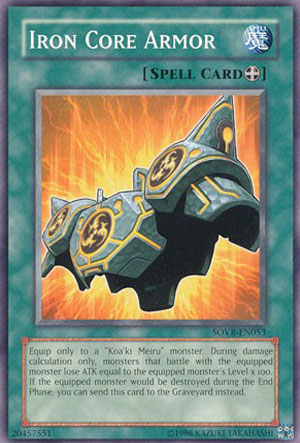 IRON CORE ARMOR
魔
[SPELL CARD]
SOVR-EN053
Equip only to a "Koa'ki Meiru" monster. During damage
calculation only, monsters that battle with the equipped
monster lose ATK equal to the equipped monster's Level x 100.
If the equipped monster would be destroyed during the End
Phase, you can send this card to the Graveyard instead.
20457551
©1996 KAZUKI TAKAHASHI